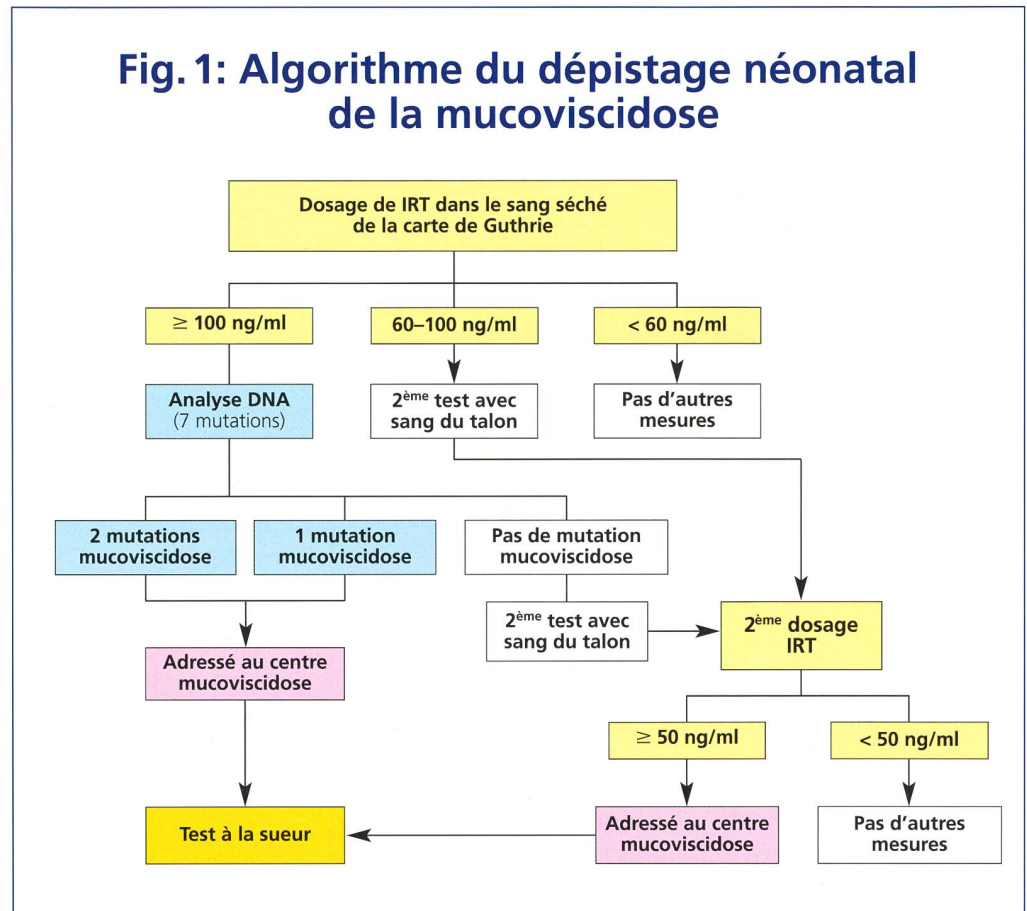 Fig. 1: Algorithme du dépistage néonatal
de la mucoviscidose
Dosage de IRT dans le sang séché
de la carte de Guthrie
≥ 100 ng/ml
60–100 ng/ml
< 60 ng/ml
Analyse DNA
(7 mutations)
2ème test avec
sang du talon
Pas d’autres
mesures
2 mutations
mucoviscidose
1 mutation
mucoviscidose
Pas de mutation
mucoviscidose
2ème test avec
sang du talon
2ème dosage
IRT
Adressé au centre
mucoviscidose
≥ 50 ng/ml
< 50 ng/ml
Test à la sueur
Adressé au centre
mucoviscidose
Pas d’autres
mesures